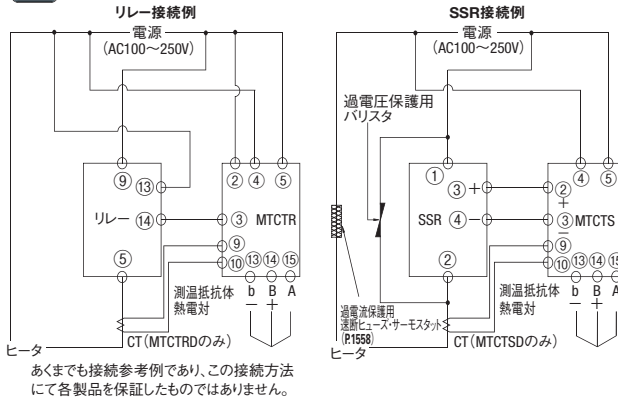 リレー接続例
電源
(AC100～250V)
⑨ ⑬
リレー ⑭
⑤
② ④ ⑤
③ MTCTR
⑨
⑩ ⑬ ⑭ ⑮
b B A
− +
測温抵抗体
熱電対
CT(MTCTRDのみ)
ヒータ
あくまでも接続参考例であり、この接続方法
にて各製品を保証したものではありません。
SSR接続例
電源
(AC100～250V)
過電圧保護用
バリスタ
①
③ +
SSR ④ −
②
④ ⑤
②
+
③ MTCTS
−
⑨
⑩ ⑬ ⑭ ⑮
b B A
− +
測温抵抗体
熱電対
過電流保護用
速断ヒューズ・サーモスタット
(P.1558)
CT(MTCTSDのみ)
ヒータ